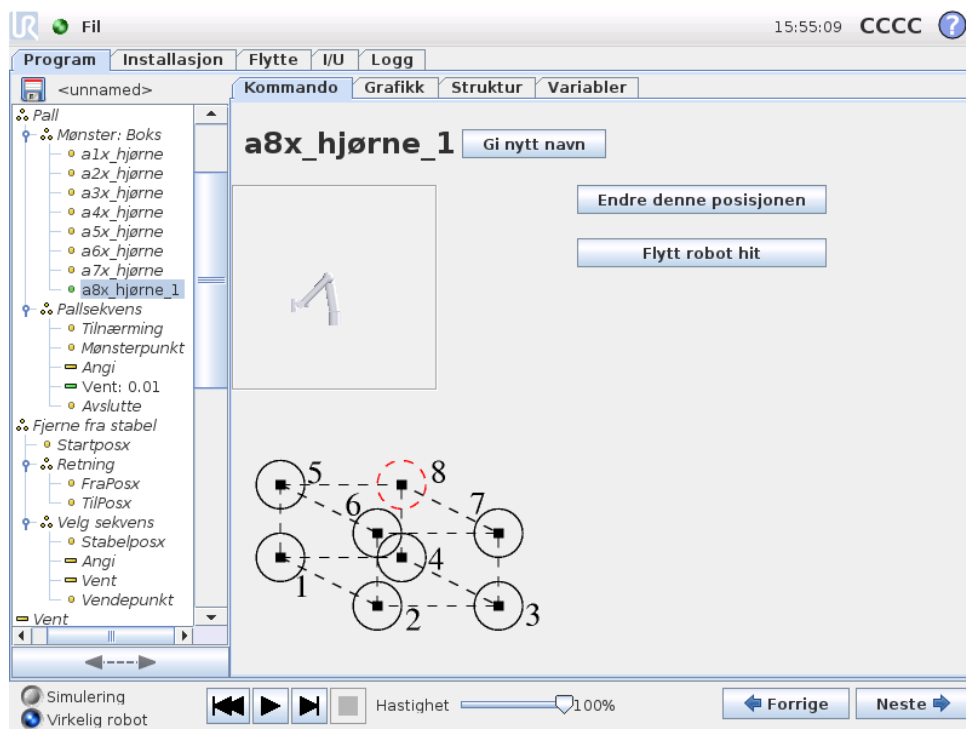 UR Fil 15:55:09 CCCC ?
Program Installasjon Flytte I/U Logg
<unnamed>
Kommando Grafikk Struktur Variabler
Pall
Mønster: Boks
a1x_hjørne
a2x_hjørne
a3x_hjørne
a4x_hjørne
a5x_hjørne
a6x_hjørne
a7x_hjørne
a8x_hjørne_1
Pallsekvens
Tilnærming
Mønsterpunkt
Angi
Vent: 0.01
Avslutte
Fjerne fra stabel
Startposx
Retning
FraPosx
TilPosx
Velg sekvens
Stabelposx
Angi
Vent
Vendepunkt
Vent
a8x_hjørne_1 Gi nytt navn
Endre denne posisjonen
Flytt robot hit
5 8
6 7
1 4
2 3
Simulering
Virkelig robot
Hastighet 100%
Forrige Neste